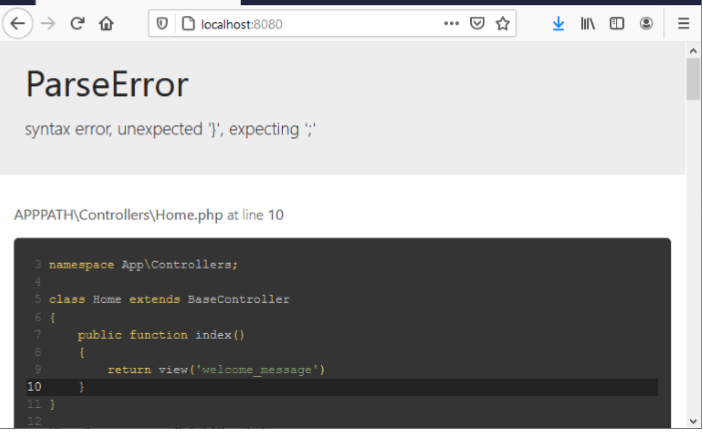 localhost:8080
ParseError
syntax error, unexpected '}', expecting ';'
APPPATH\Controllers\Home.php at line 10
3 namespace App\Controllers;
4
5 class Home extends BaseController
6 {
7 public function index()
8 {
9 return view('welcome_message')
10 }
11 }
12